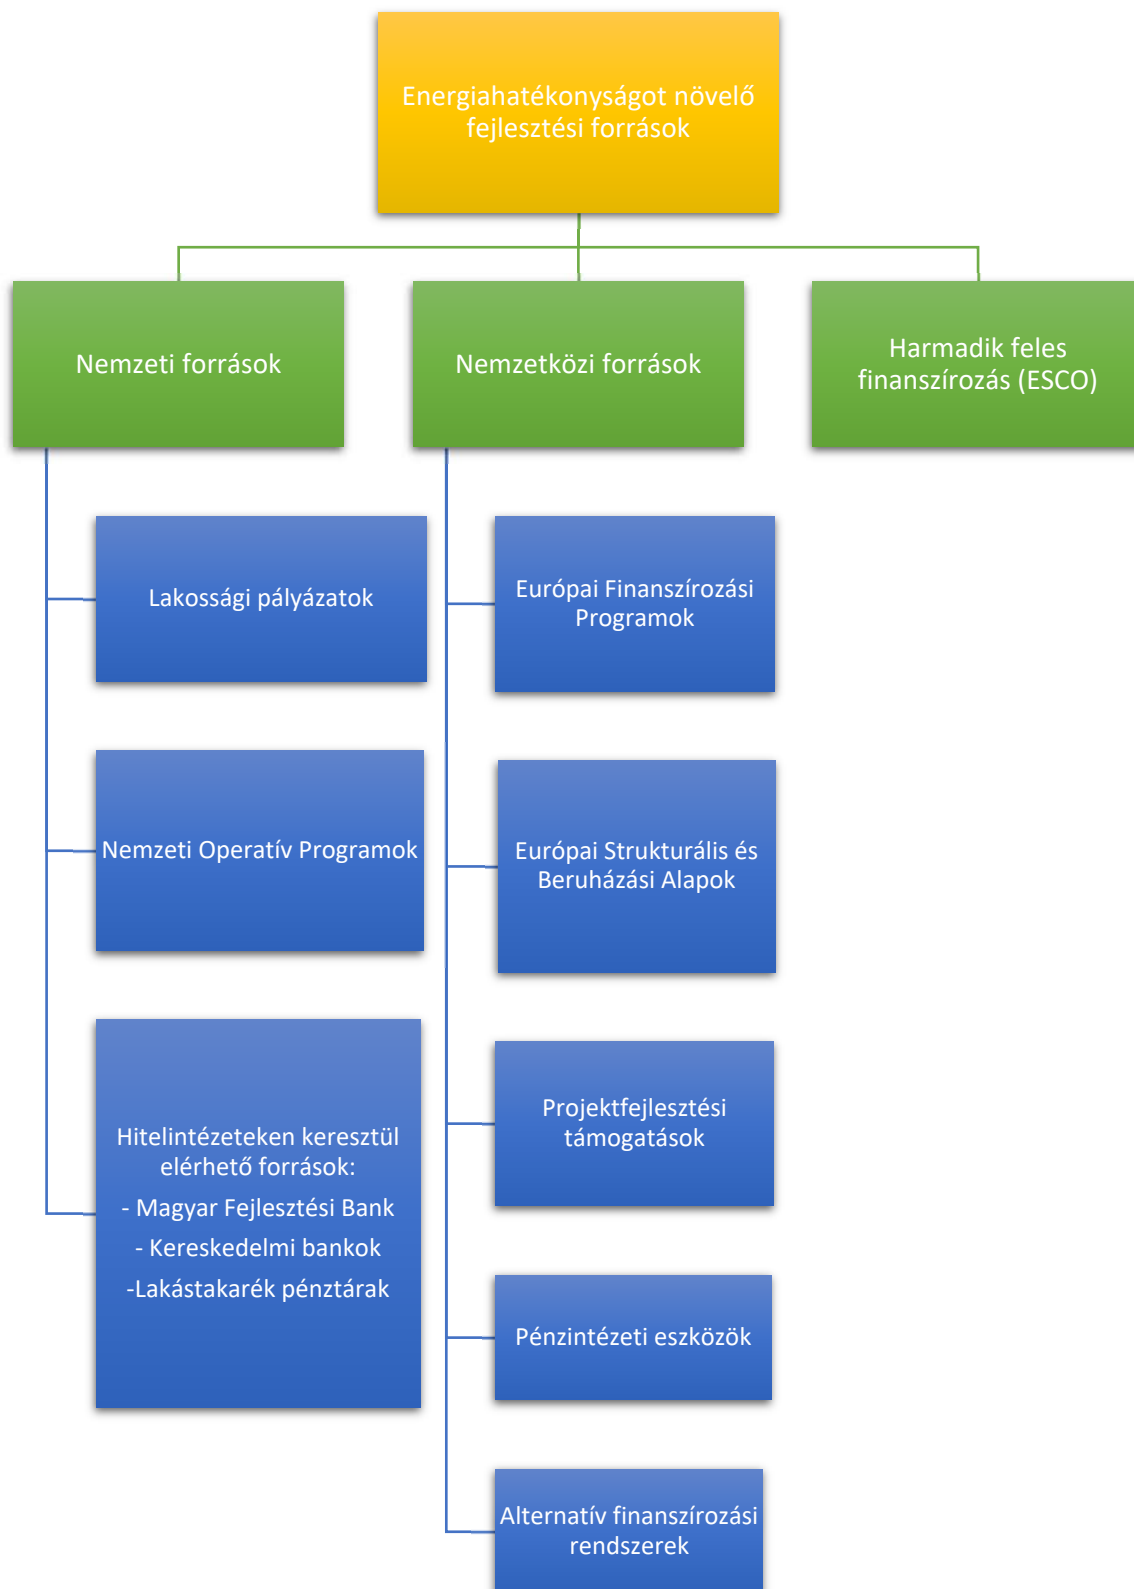 Energiahatékonyságot növelő
fejlesztési források
Nemzeti források
Nemzetközi források
Harmadik feles
finanszírozás (ESCO)
Lakossági pályázatok
Nemzeti Operatív Programok
Hitelintézeteken keresztül
elérhető források:
- Magyar Fejlesztési Bank
- Kereskedelmi bankok
-Lakástakarék pénztárak
Európai Finanszírozási
Programok
Európai Strukturális és
Beruházási Alapok
Projektfejlesztési
támogatások
Pénzintézeti eszközök
Alternatív finanszírozási
rendszerek